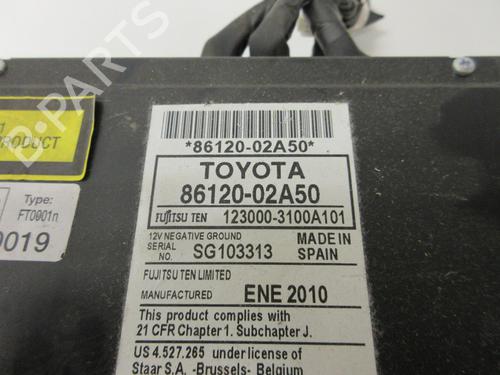 *86120-02A50*
TOYOTA
86120-02A50
FUJITSU TEN 123000-3100A101
12V NEGATIVE GROUND
SERIAL NO. SG103313
MADE IN SPAIN
FUJITSU TEN LIMITED
MANUFACTURED ENE 2010
This product complies with
21 CFR Chapter 1. Subchapter J.
US 4.527.265 under license of
Staar S.A. -Brussels- Belgium
PRODUCT
Type:
FT0001n
0019
B-PARTS